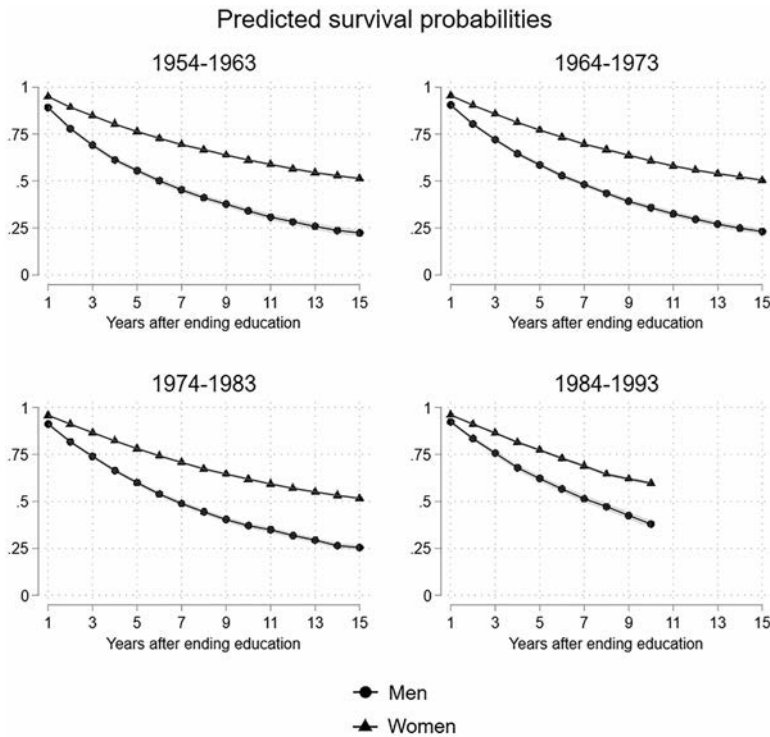 Predicted survival probabilities
1954-1963
1
.75
.5
.25
0
1 3 5 7 9 11 13 15
Years after ending education
1964-1973
1
.75
.5
.25
0
1 3 5 7 9 11 13 15
Years after ending education
1974-1983
1
.75
.5
.25
0
1 3 5 7 9 11 13 15
Years after ending education
1984-1993
1
.75
.5
.25
0
1 3 5 7 9 11 13 15
Years after ending education
Men
Women